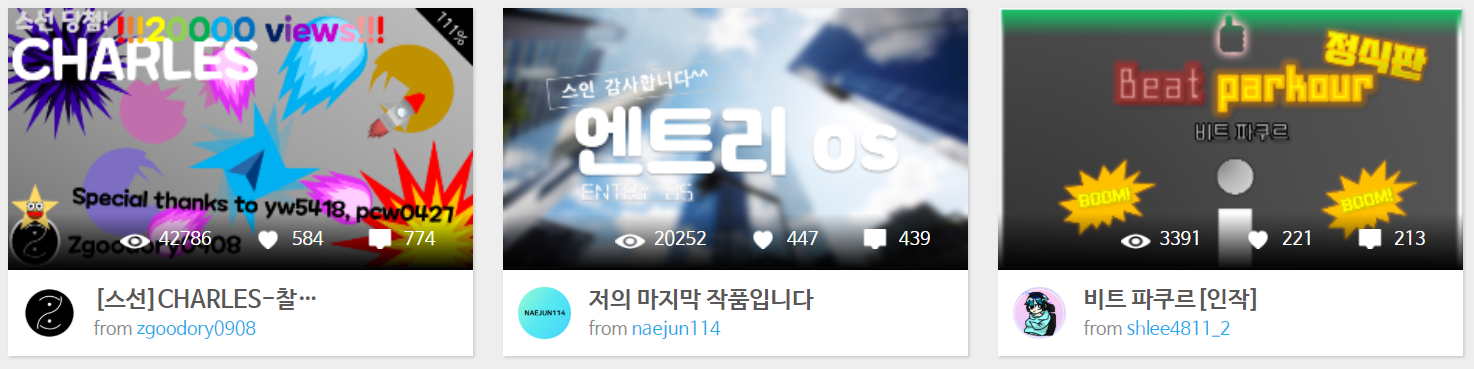 스선 당첨!
!!!20000 views!!!
111%
CHARLES
Special thanks to yw5418, pcw0427
Zgoodory0908
42786 584 774
[스선]CHARLES-찰…
from zgoodory0908
스인 감사합니다^^
엔트리 os
ENTRY OS
20252 447 439
NAEJUN114
저의 마지막 작품입니다
from naejun114
정식판
Beat parkour
비트 파쿠르
BOOM!
BOOM!
3391 221 213
비트 파쿠르[인작]
from shlee4811_2